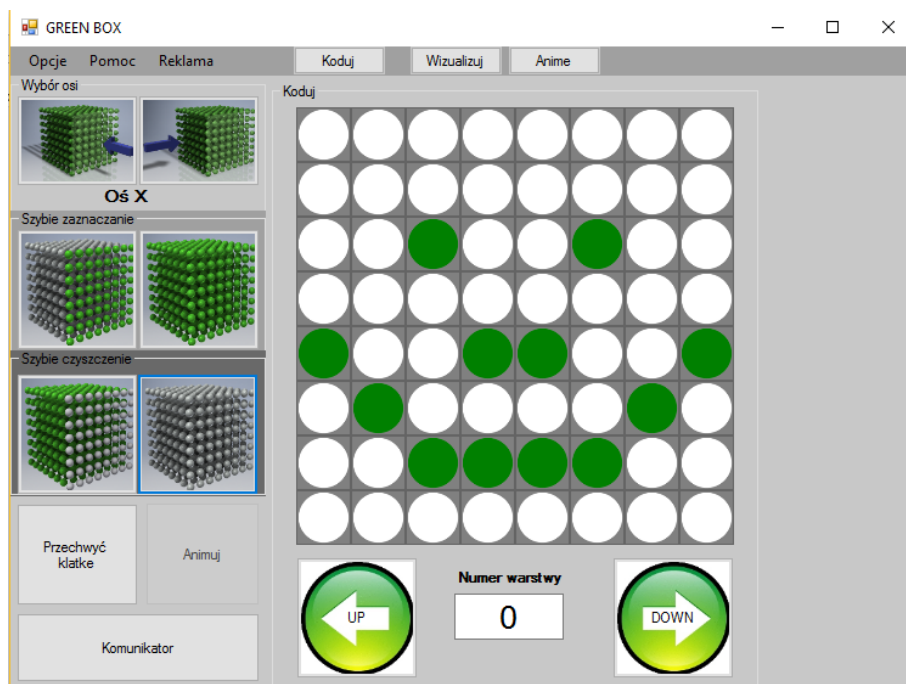 GREEN BOX
Opcje Pomoc Reklama Koduj Wizualizuj Anime
Wybór osi
Oś X
Szybie zaznaczanie
Szybie czyszczenie
Przechwyć
klatke
Animuj
Komunikator
Koduj
UP
Numer warstwy
0
DOWN